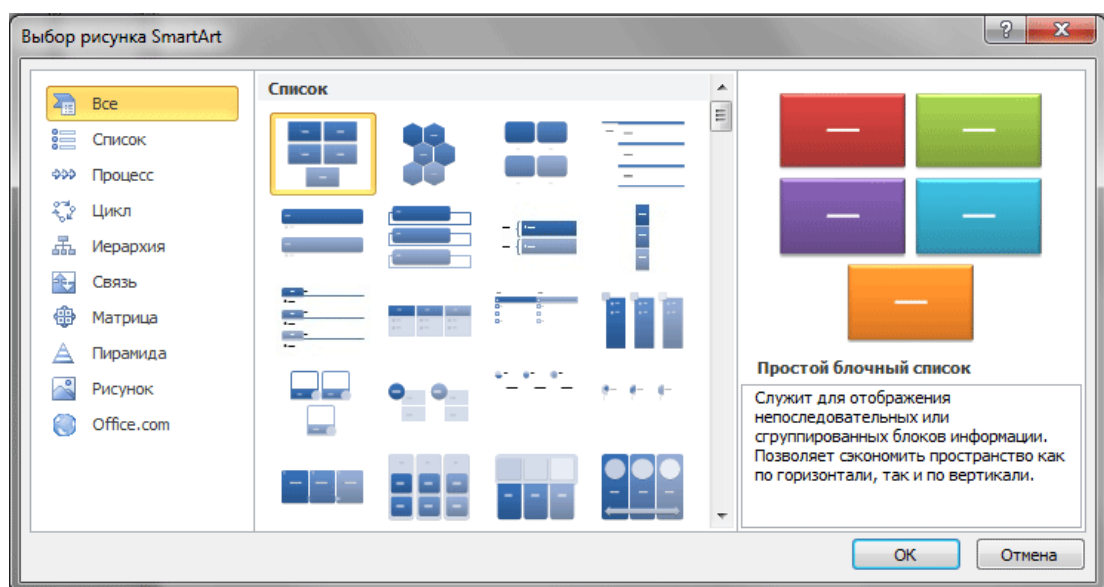 Выбор рисунка SmartArt
Все
Список
Процесс
Цикл
Иерархия
Связь
Матрица
Пирамида
Рисунок
Office.com
Список
Простой блочный список
Служит для отображения
непоследовательных или
сгруппированных блоков информации.
Позволяет сэкономить пространство как
по горизонтали, так и по вертикали.
ОК
Отмена